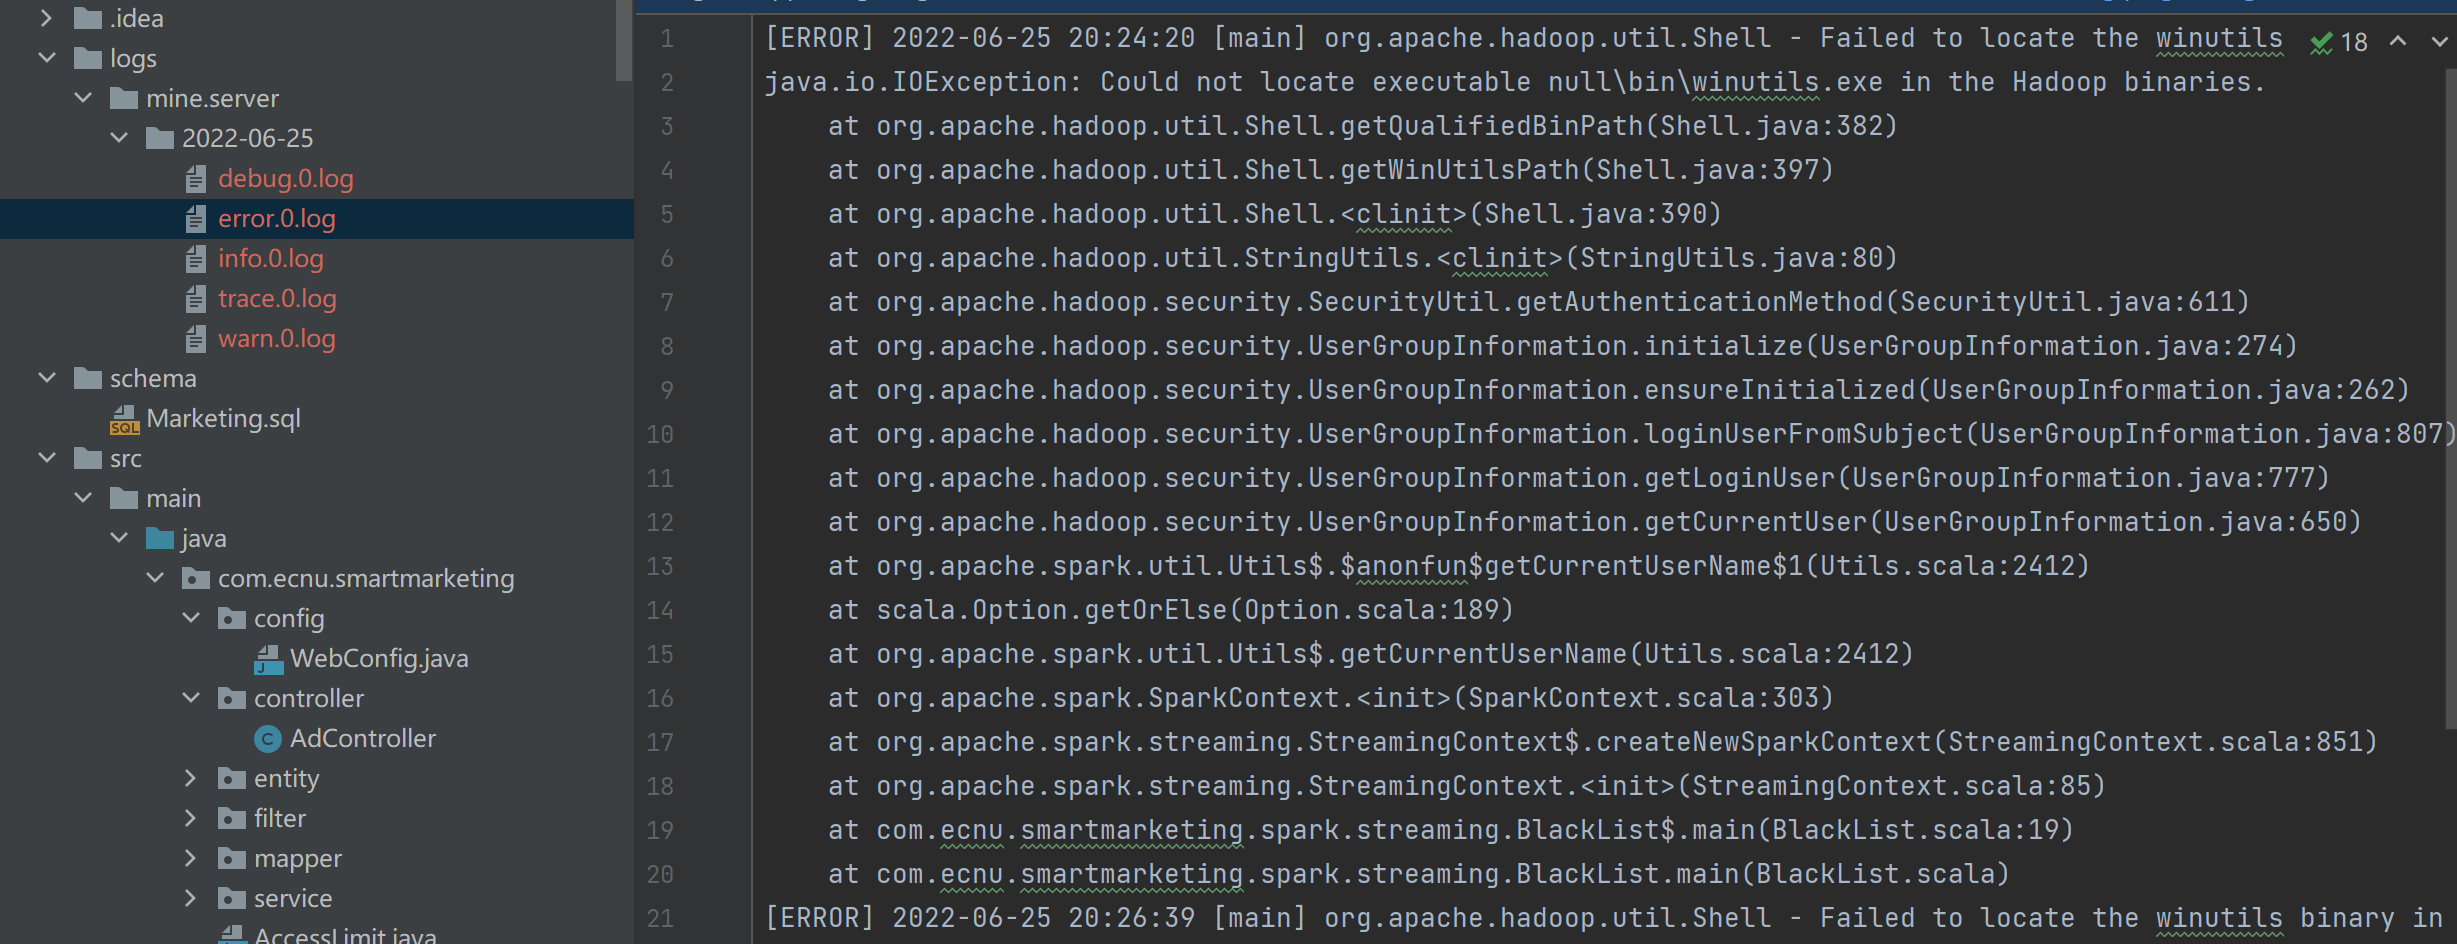 .idea
logs
mine.server
2022-06-25
debug.0.log
error.0.log
info.0.log
trace.0.log
warn.0.log
schema
Marketing.sql
src
main
java
com.ecnu.smartmarketing
config
WebConfig.java
controller
AdController
entity
filter
mapper
service
AccessLimit.java
1 [ERROR] 2022-06-25 20:24:20 [main] org.apache.hadoop.util.Shell - Failed to locate the winutils 18
2 java.io.IOException: Could not locate executable null\bin\winutils.exe in the Hadoop binaries.
3 at org.apache.hadoop.util.Shell.getQualifiedBinPath(Shell.java:382)
4 at org.apache.hadoop.util.Shell.getWinUtilsPath(Shell.java:397)
5 at org.apache.hadoop.util.Shell.<clinit>(Shell.java:390)
6 at org.apache.hadoop.util.StringUtils.<clinit>(StringUtils.java:80)
7 at org.apache.hadoop.security.SecurityUtil.getAuthenticationMethod(SecurityUtil.java:611)
8 at org.apache.hadoop.security.UserGroupInformation.initialize(UserGroupInformation.java:274)
9 at org.apache.hadoop.security.UserGroupInformation.ensureInitialized(UserGroupInformation.java:262)
10 at org.apache.hadoop.security.UserGroupInformation.loginUserFromSubject(UserGroupInformation.java:807)
11 at org.apache.hadoop.security.UserGroupInformation.getLoginUser(UserGroupInformation.java:777)
12 at org.apache.hadoop.security.UserGroupInformation.getCurrentUser(UserGroupInformation.java:650)
13 at org.apache.spark.util.Utils$.$anonfun$getCurrentUserName$1(Utils.scala:2412)
14 at scala.Option.getOrElse(Option.scala:189)
15 at org.apache.spark.util.Utils$.getCurrentUserName(Utils.scala:2412)
16 at org.apache.spark.SparkContext.<init>(SparkContext.scala:303)
17 at org.apache.spark.streaming.StreamingContext$.createNewSparkContext(StreamingContext.scala:851)
18 at org.apache.spark.streaming.StreamingContext.<init>(StreamingContext.scala:85)
19 at com.ecnu.smartmarketing.spark.streaming.BlackList$.main(BlackList.scala:19)
20 at com.ecnu.smartmarketing.spark.streaming.BlackList.main(BlackList.scala)
21 [ERROR] 2022-06-25 20:26:39 [main] org.apache.hadoop.util.Shell - Failed to locate the winutils binary in